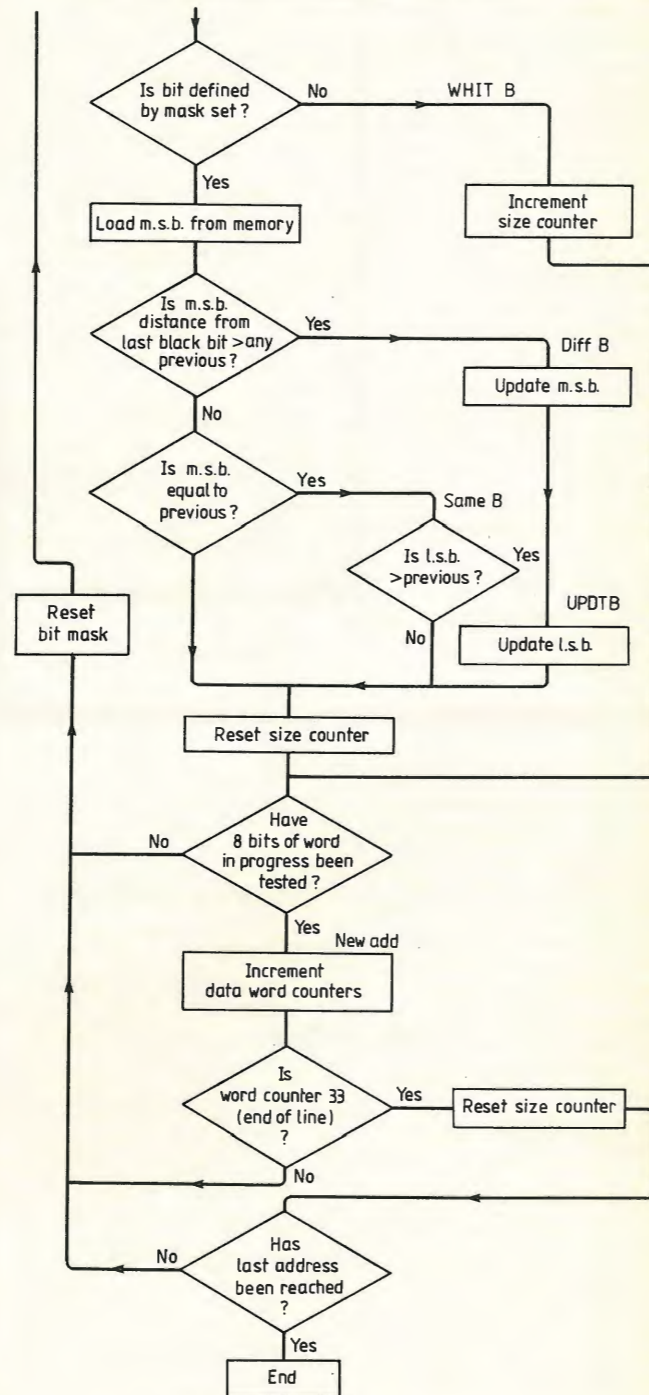 Is bit defined
by mask set ?
No
WHIT B
Yes
Increment
size counter
Load m.s.b. from memory
Is m.s.b.
distance from
last black bit >any
previous ?
Yes
Diff B
Update m.s.b.
No
Is m.s.b.
equal to
previous ?
Yes
Same B
Is l.s.b.
>previous ?
Yes
Reset
bit mask
UPDTB
No
Update l.s.b.
Reset size counter
Have
8 bits of word
in progress been
tested ?
No
Yes
New add
Increment
data word counters
Is
word counter 33
(end of line)
?
Yes
Reset size counter
No
Has
last address
been reached
?
No
Yes
End